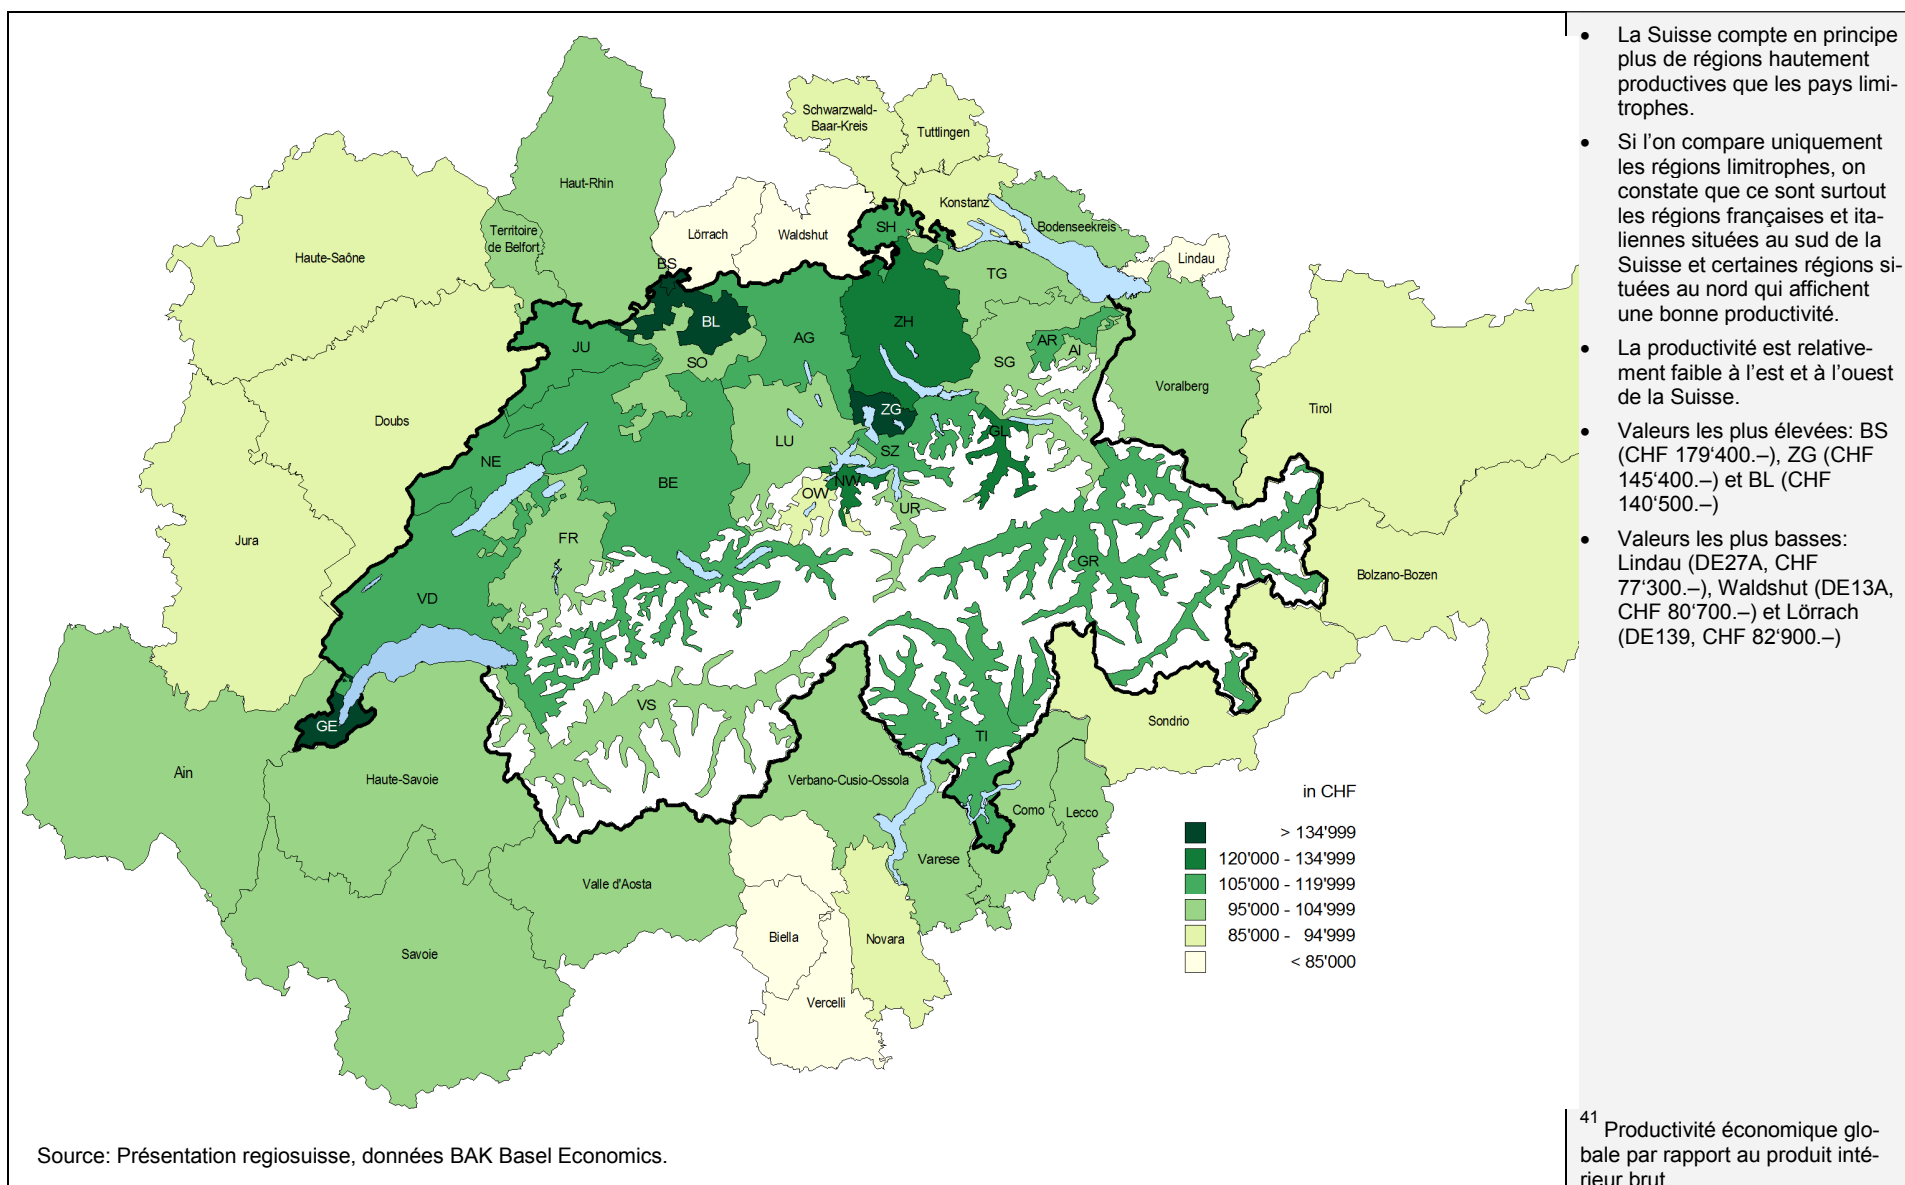 Schwarzwald-
Baar-Kreis
Tuttlingen
Haut-Rhin
Konstanz
Territoire
de Belfort
Lörrach
Waldshut
SH
Bodenseekreis
Haute-Saône
BS
Lindau
TG
BL
ZH
AG
JU
AR
AI
SO
SG
Voralberg
Tirol
ZG
Doubs
GL
LU
SZ
NE
BE
NW
OW
UR
Jura
FR
GR
Bolzano-Bozen
VD
VS
Sondrio
GE
TI
Ain
Haute-Savoie
Verbano-Cusio-Ossola
Como
Lecco
Varese
Valle d'Aosta
Biella
Novara
Savoie
Vercelli
in CHF
> 134'999
120'000 - 134'999
105'000 - 119'999
95'000 - 104'999
85'000 - 94'999
< 85'000
Source: Présentation regiosuisse, données BAK Basel Economics.
• La Suisse compte en principe
plus de régions hautement
productives que les pays limi-
trophes.
• Si l’on compare uniquement
les régions limitrophes, on
constate que ce sont surtout
les régions françaises et ita-
liennes situées au sud de la
Suisse et certaines régions si-
tuées au nord qui affichent
une bonne productivité.
• La productivité est relative-
ment faible à l’est et à l’ouest
de la Suisse.
• Valeurs les plus élevées: BS
(CHF 179‘400.–), ZG (CHF
145‘400.–) et BL (CHF
140‘500.–)
• Valeurs les plus basses:
Lindau (DE27A, CHF
77‘300.–), Waldshut (DE13A,
CHF 80‘700.–) et Lörrach
(DE139, CHF 82‘900.–)
41 Productivité économique glo-
bale par rapport au produit inté-
rieur brut